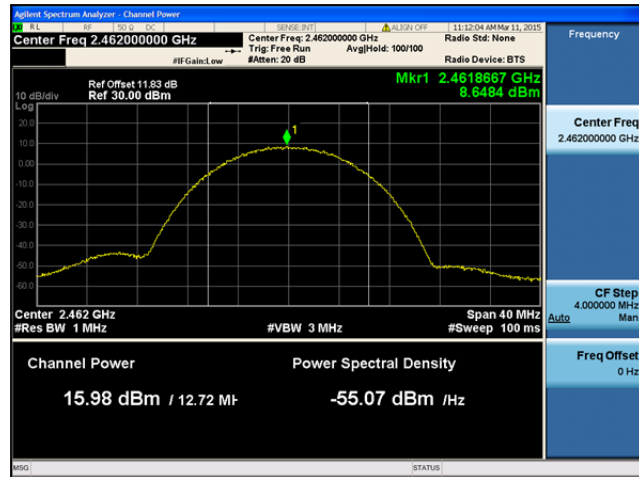 Agilent Spectrum Analyzer - Channel Power
RL RF 50 Ω DC SENSE:INT ALIGN OFF 11:12:04 AM Mar 11, 2015
Center Freq 2.462000000 GHz Center Freq: 2.462000000 GHz Radio Std: None
Trig: Free Run Avg|Hold: 100/100
#IFGain:Low #Atten: 20 dB Radio Device: BTS
Frequency
Ref Offset 11.83 dB Mkr1 2.4618667 GHz
10 dB/div Ref 30.00 dBm 8.6484 dBm
Log
20.0
10.0
0.00
-10.0
-20.0
-30.0
-40.0
-50.0
-60.0
1
Center 2.462 GHz Span 40 MHz
#Res BW 1 MHz #VBW 3 MHz #Sweep 100 ms
Channel Power Power Spectral Density
15.98 dBm / 12.72 MH -55.07 dBm /Hz
Center Freq
2.462000000 GHz
CF Step
4.000000 MHz
Auto Man
Freq Offset
0 Hz
MSG STATUS